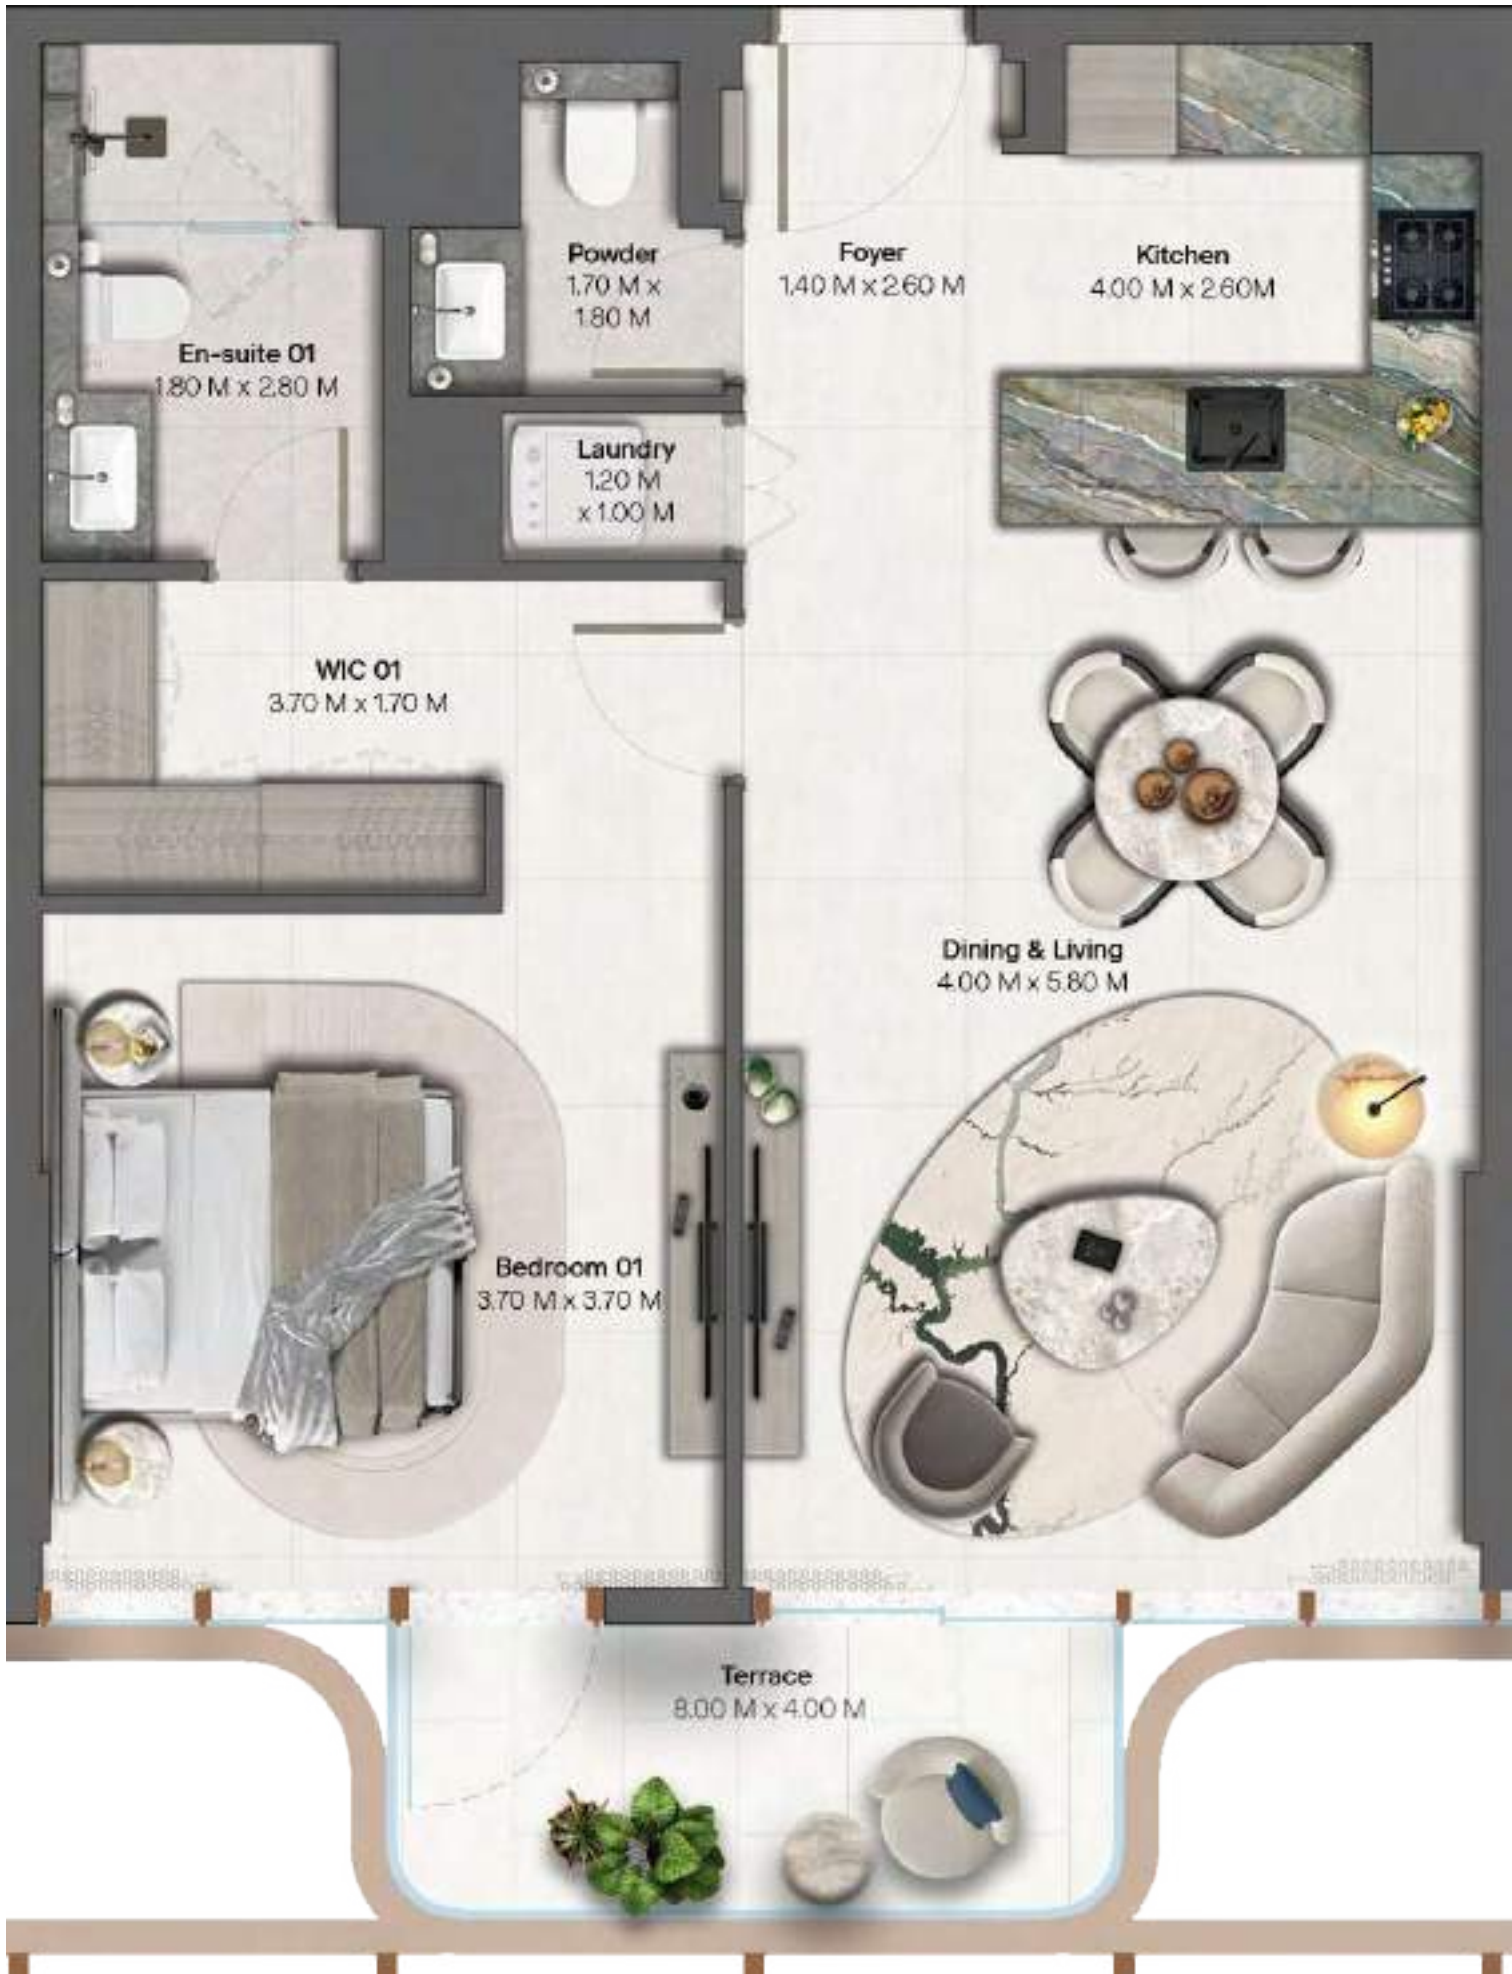 Powder
1.70 M x
1.80 M
Foyer
1.40 M x 2.60 M
Kitchen
4.00 M x 2.60M
En-suite 01
1.80 M x 2.80 M
Laundry
1.20 M
x 1.00 M
WIC 01
3.70 M x 1.70 M
Dining & Living
4.00 M x 5.80 M
Bedroom 01
3.70 M x 3.70 M
Terrace
8.00 M x 4.00 M